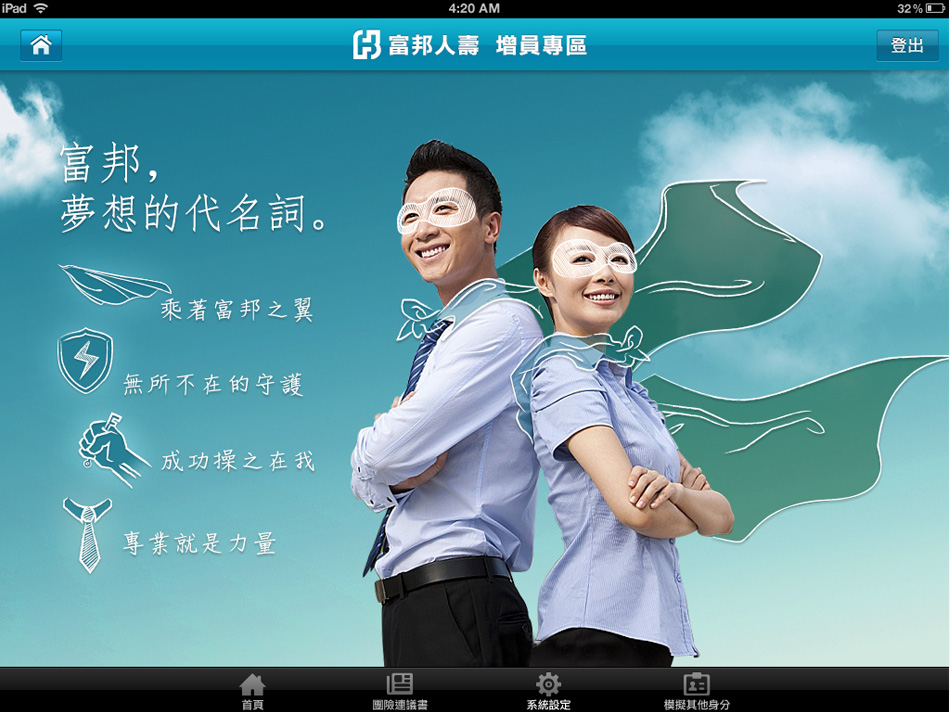 iPad
4:20 AM
32%
富邦人壽 增員專區
登出
富邦，
夢想的代名詞。
乘著富邦之翼
無所不在的守護
成功操之在我
專業就是力量
首頁
團險連議書
系統設定
模擬其他身分